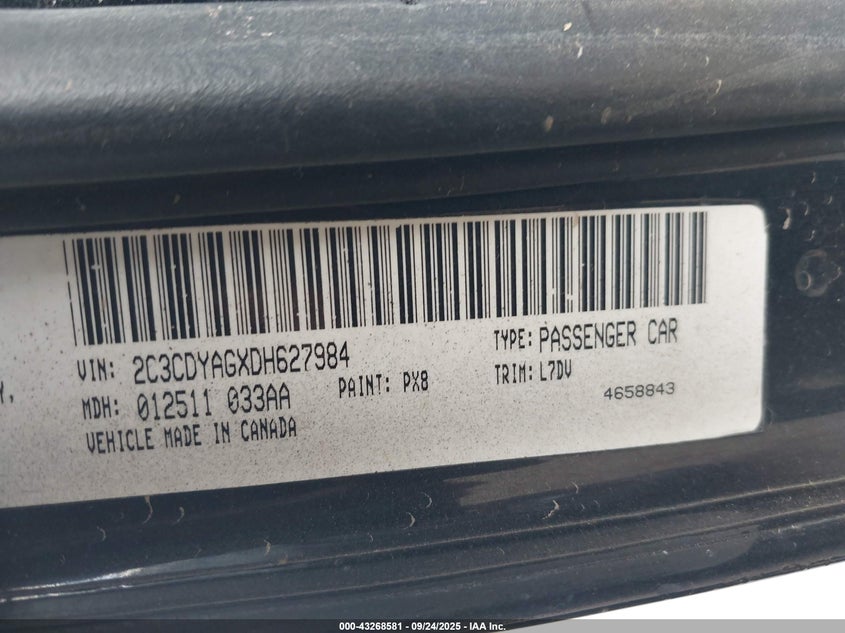 VIN: 2C3CDYAGXDH627984
TYPE: PASSENGER CAR
Y,
MDH: 012511 033AA
PAINT: PX8
TRIM: L7DV
4658843
VEHICLE MADE IN CANADA
000-43268581 - 09/24/2025 - IAA Inc.